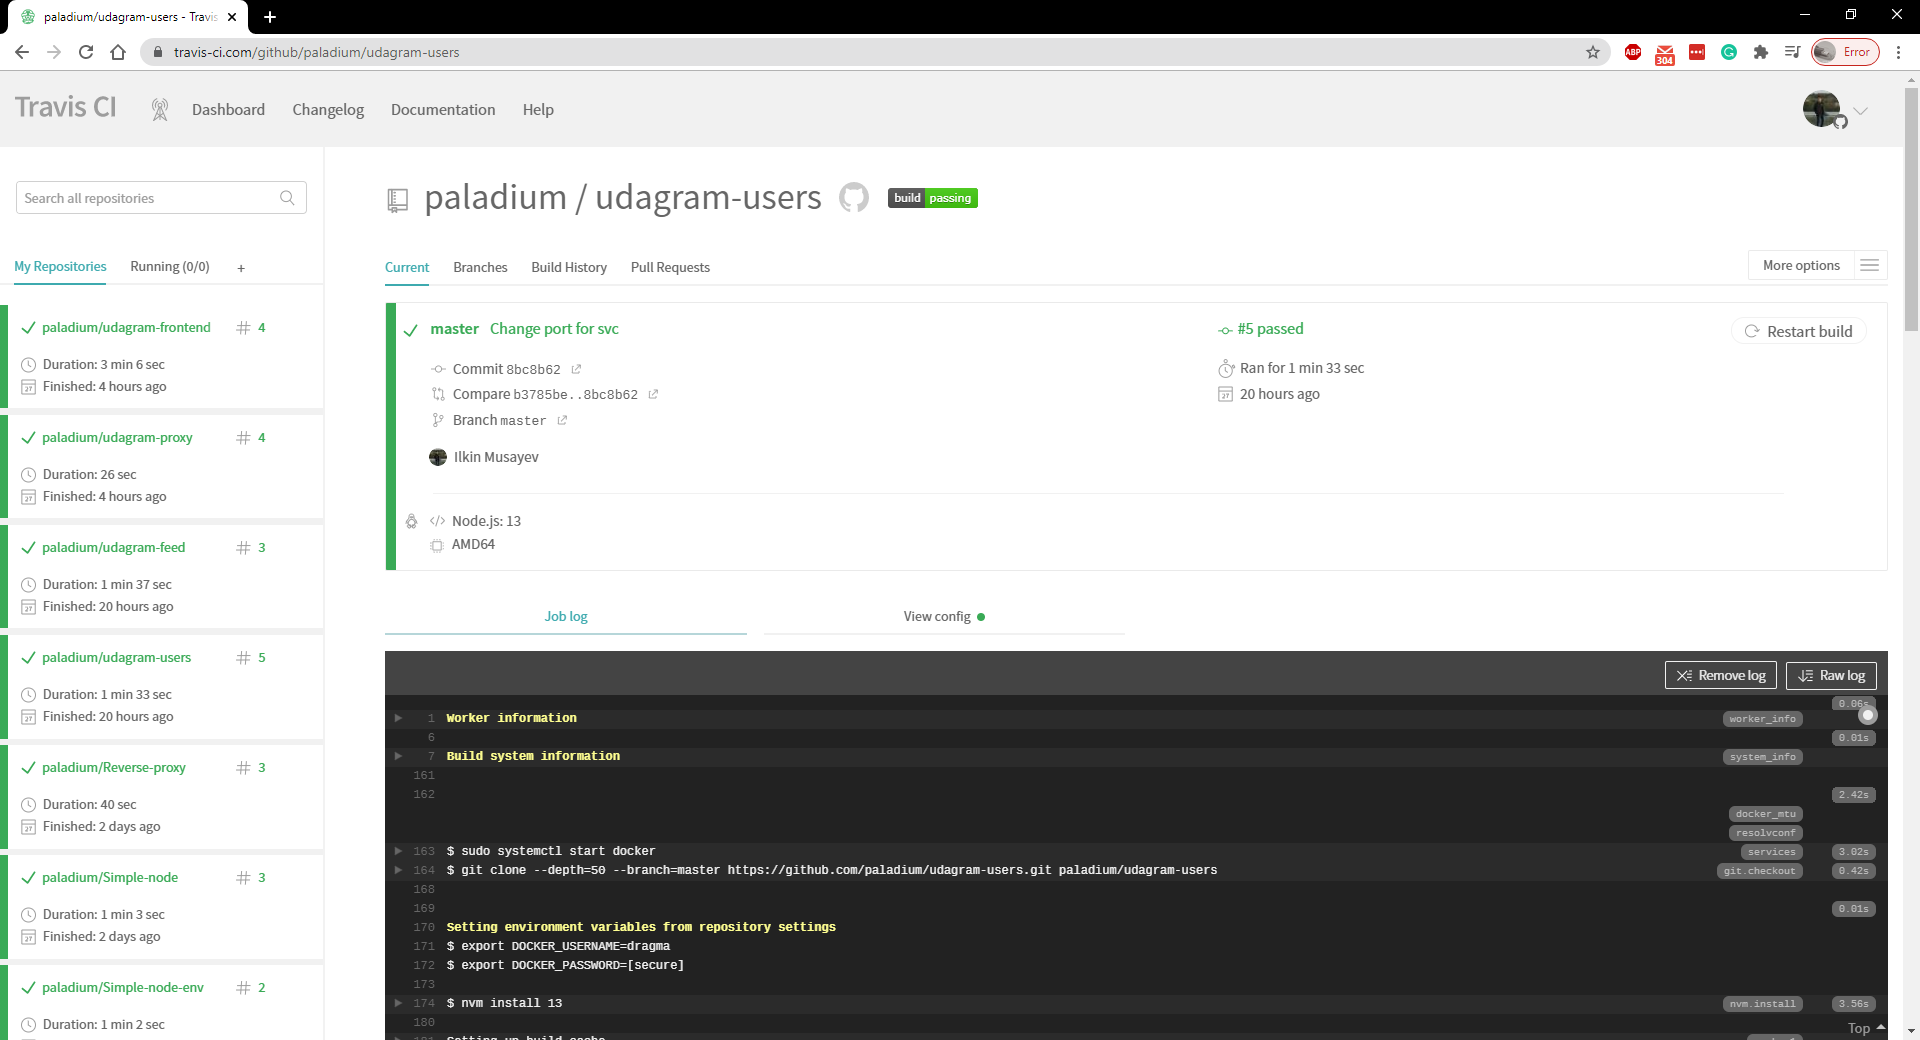 paladium/udagram-users - Travis
travis-ci.com/github/paladium/udagram-users
ABP
304
Error
Travis CI
Dashboard
Changelog
Documentation
Help
Search all repositories
My Repositories
Running (0/0)
+
paladium/udagram-frontend
# 4
Duration: 3 min 6 sec
Finished: 4 hours ago
paladium/udagram-proxy
# 4
Duration: 26 sec
Finished: 4 hours ago
paladium/udagram-feed
# 3
Duration: 1 min 37 sec
Finished: 20 hours ago
paladium/udagram-users
# 5
Duration: 1 min 33 sec
Finished: 20 hours ago
paladium/Reverse-proxy
# 3
Duration: 40 sec
Finished: 2 days ago
paladium/Simple-node
# 3
Duration: 1 min 3 sec
Finished: 2 days ago
paladium/Simple-node-env
# 2
Duration: 1 min 2 sec
paladium / udagram-users
build passing
Current
Branches
Build History
Pull Requests
More options
master Change port for svc
Commit 8bc8b62
Compare b3785be..8bc8b62
Branch master
Ilkin Musayev
#5 passed
Ran for 1 min 33 sec
20 hours ago
Restart build
Node.js: 13
AMD64
Job log
View config
Remove log
Raw log
0.06s
1 Worker information worker_info
6 0.01s
7 Build system information system_info
161
162 2.42s
docker_mtu
resolvconf
163 $ sudo systemctl start docker services 3.02s
164 $ git clone --depth=50 --branch=master https://github.com/paladium/udagram-users.git paladium/udagram-users git.checkout 0.42s
168
169 0.01s
170 Setting environment variables from repository settings
171 $ export DOCKER_USERNAME=dragma
172 $ export DOCKER_PASSWORD=[secure]
173
174 $ nvm install 13 nvm.install 3.56s
180
Top
181 Setting up build cache